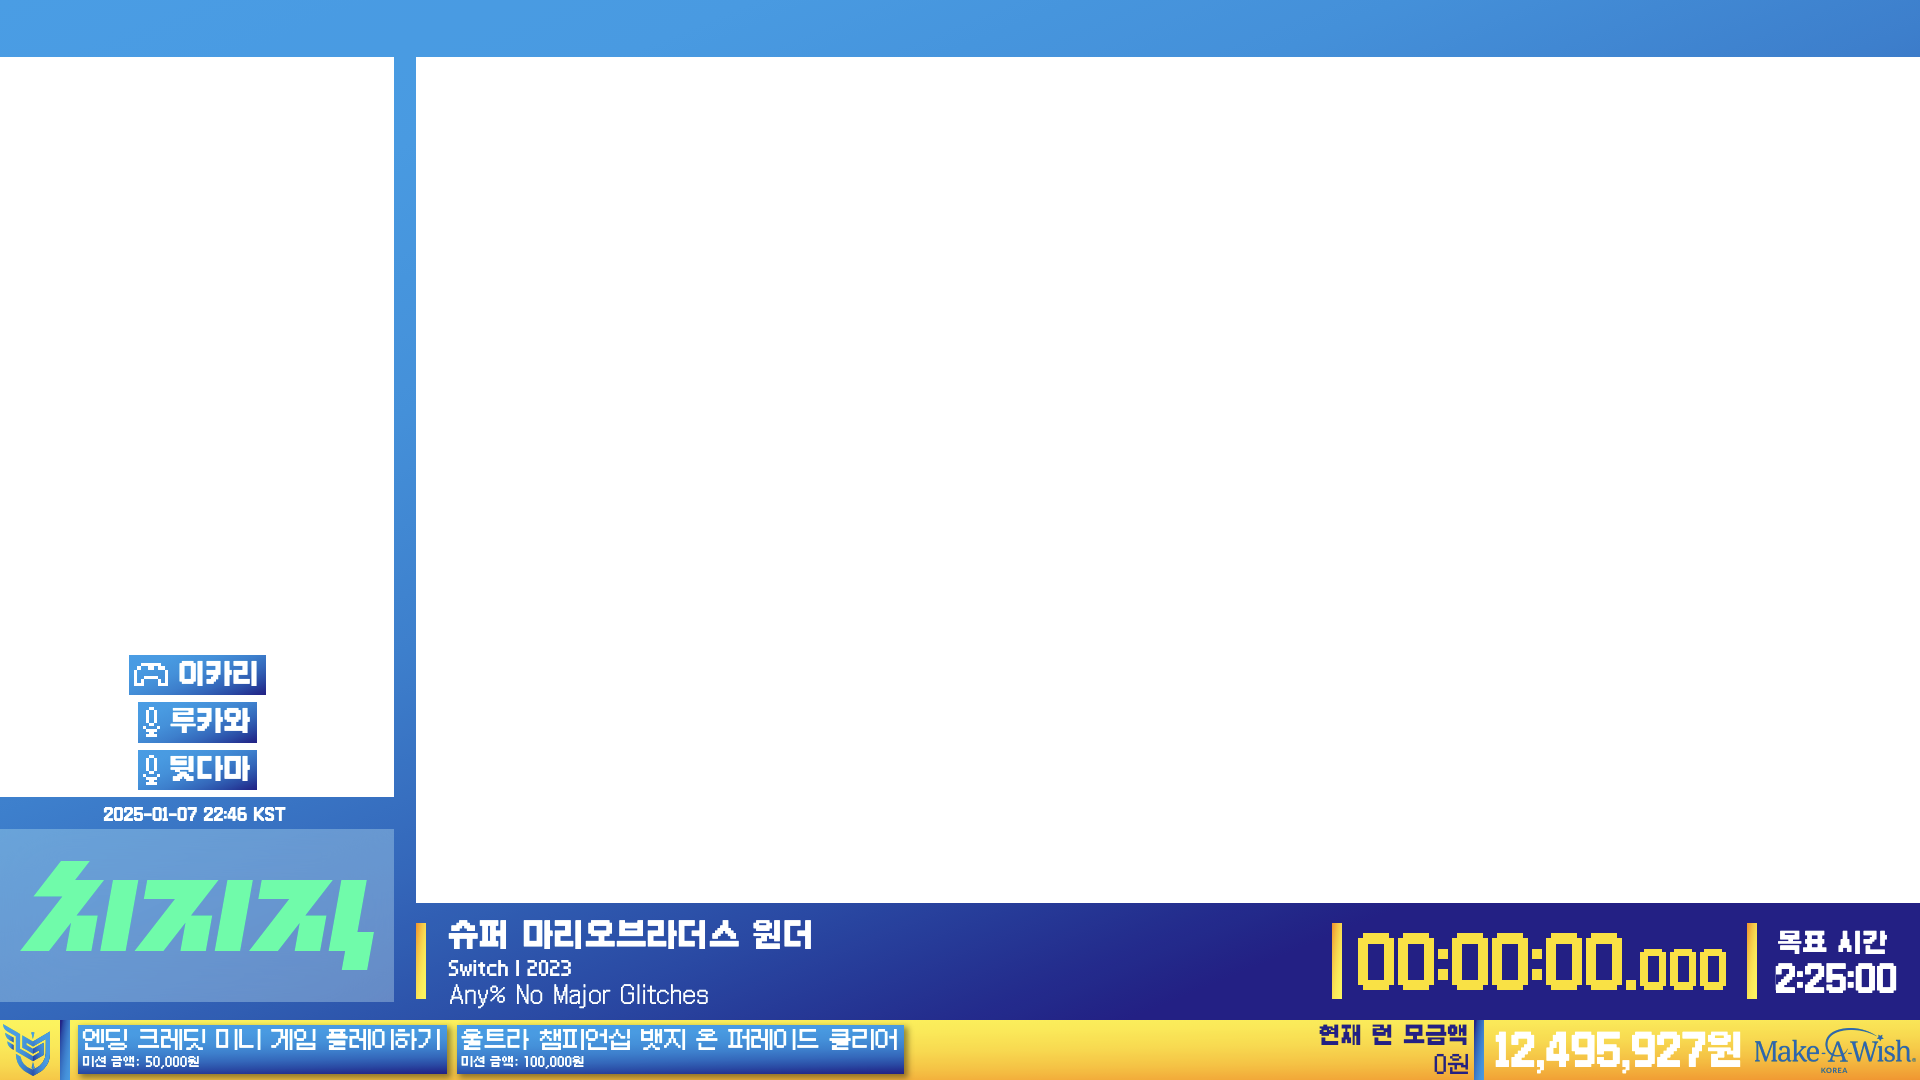 이카리
루카와
뒷다마
2025-01-07 22:46 KST
치지직
슈퍼 마리오브라더스 원더
Switch | 2023
Any% No Major Glitches
00:00:00.000
목표 시간
2:25:00
엔딩 크레딧 미니 게임 플레이하기
미션 금액: 50,000원
울트라 챔피언십 뱃지 온 퍼레이드 클리어
미션 금액: 100,000원
현재 런 모금액
0원
12,495,927원
Make-A-Wish®
KOREA